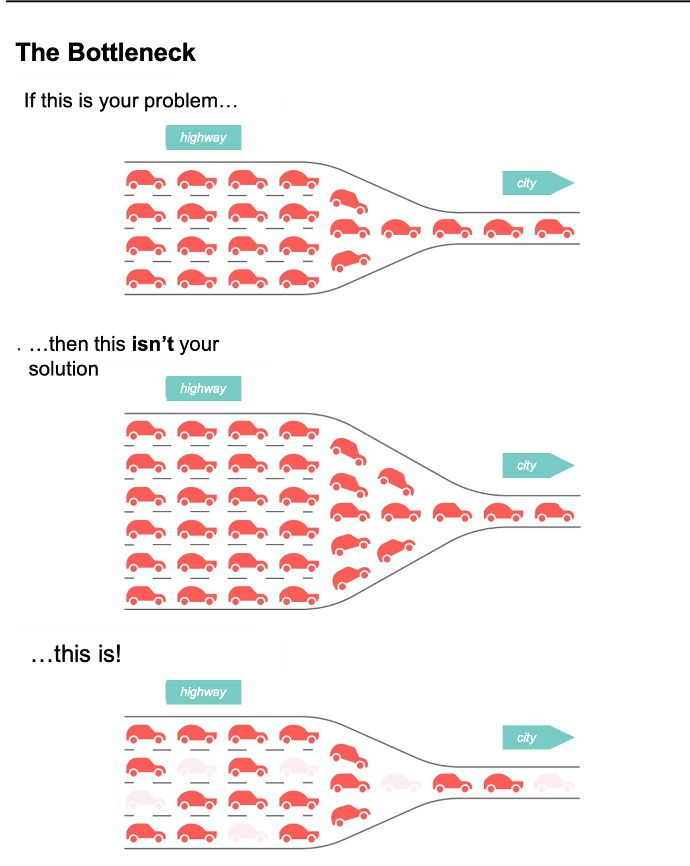 The Bottleneck
If this is your problem…
highway
city
. …then this isn’t your
solution
highway
city
…this is!
highway
city